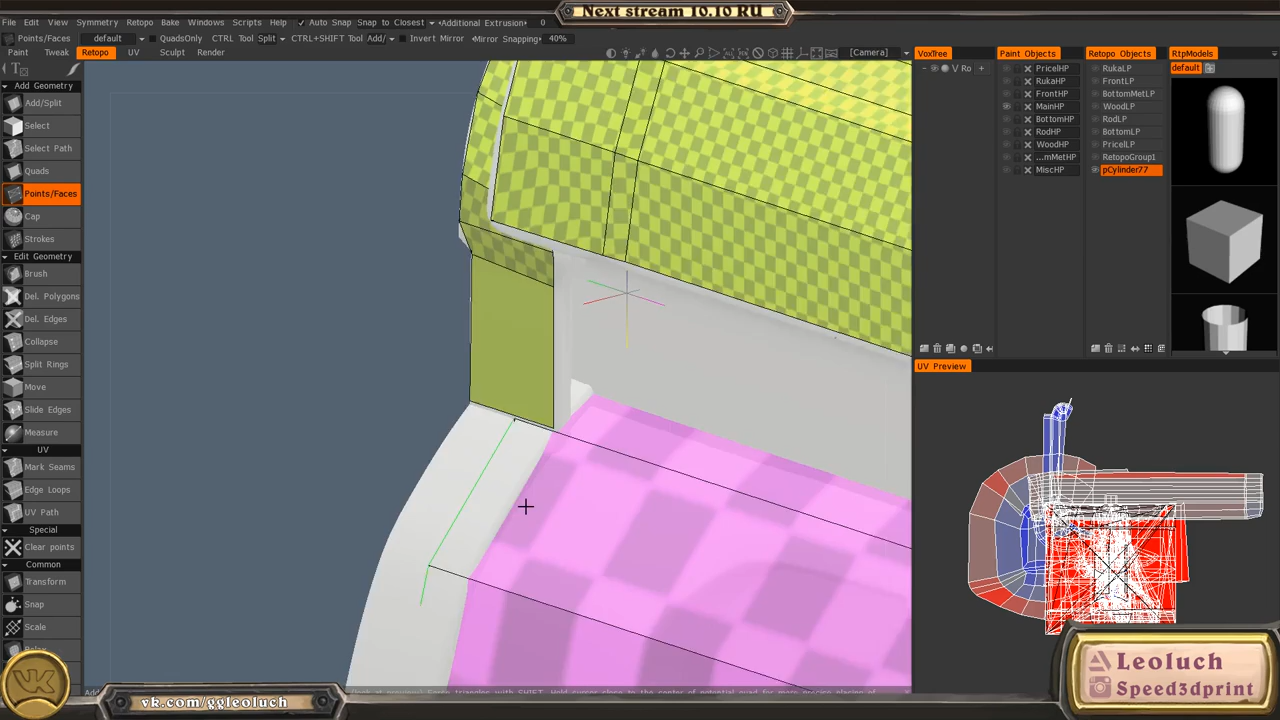 Next stream 10.10 RU
File Edit View Symmetry Retopo Bake Windows Scripts Help Auto Snap Snap to Closest Additional Extrusion 0
Points/Faces default QuadsOnly CTRL Tool Split CTRL+SHIFT Tool Add/ Invert Mirror Mirror Snapping 40%
Paint Tweak Retopo UV Sculpt Render [Camera]
VoxTree Paint Objects Retopo Objects RtpModels
V Ro +
default
Add Geometry
Add/Split
Select
Select Path
Quads
Points/Faces
Cap
Strokes
Edit Geometry
Brush
Del. Polygons
Del. Edges
Collapse
Split Rings
Move
Slide Edges
Measure
UV
Mark Seams
Edge Loops
UV Path
Special
Clear points
Common
Transform
Snap
Scale
PricelHP
RukaHP
FrontHP
MainHP
BottomHP
RodHP
WoodHP
...mMetHP
MiscHP
RukaLP
FrontLP
BottomMetLP
WoodLP
RodLP
BottomLP
PricelLP
RetopoGroup1
pCylinder77
UV Preview
vk.com/ggleoluch
Leoluch
Speed3dprint